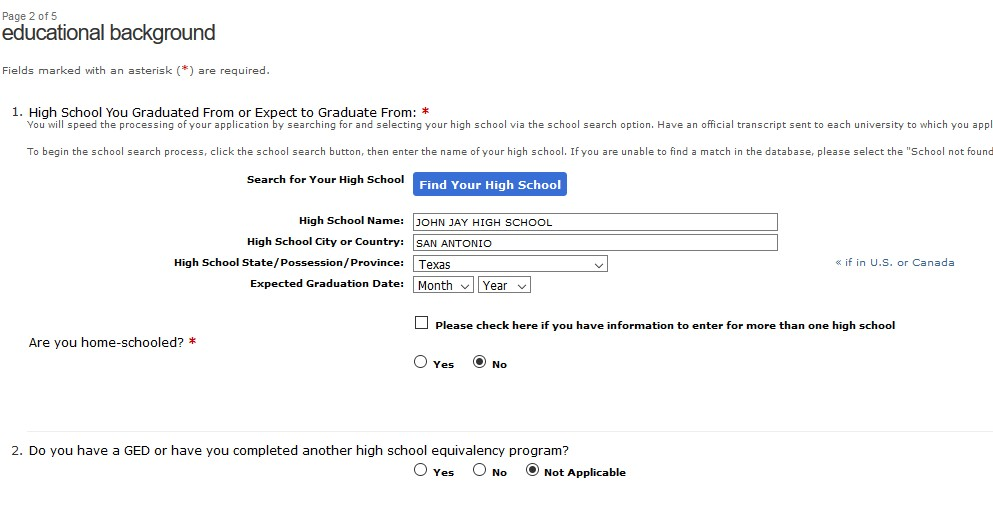 Page 2 of 5
educational background
Fields marked with an asterisk (*) are required.
1. High School You Graduated From or Expect to Graduate From: *
You will speed the processing of your application by searching for and selecting your high school via the school search option. Have an official transcript sent to each university to which you appl
To begin the school search process, click the school search button, then enter the name of your high school. If you are unable to find a match in the database, please select the "School not found
Search for Your High School Find Your High School
High School Name: JOHN JAY HIGH SCHOOL
High School City or Country: SAN ANTONIO
High School State/Possession/Province: Texas « if in U.S. or Canada
Expected Graduation Date: Month Year
Please check here if you have information to enter for more than one high school
Are you home-schooled? *
Yes No
2. Do you have a GED or have you completed another high school equivalency program?
Yes No Not Applicable